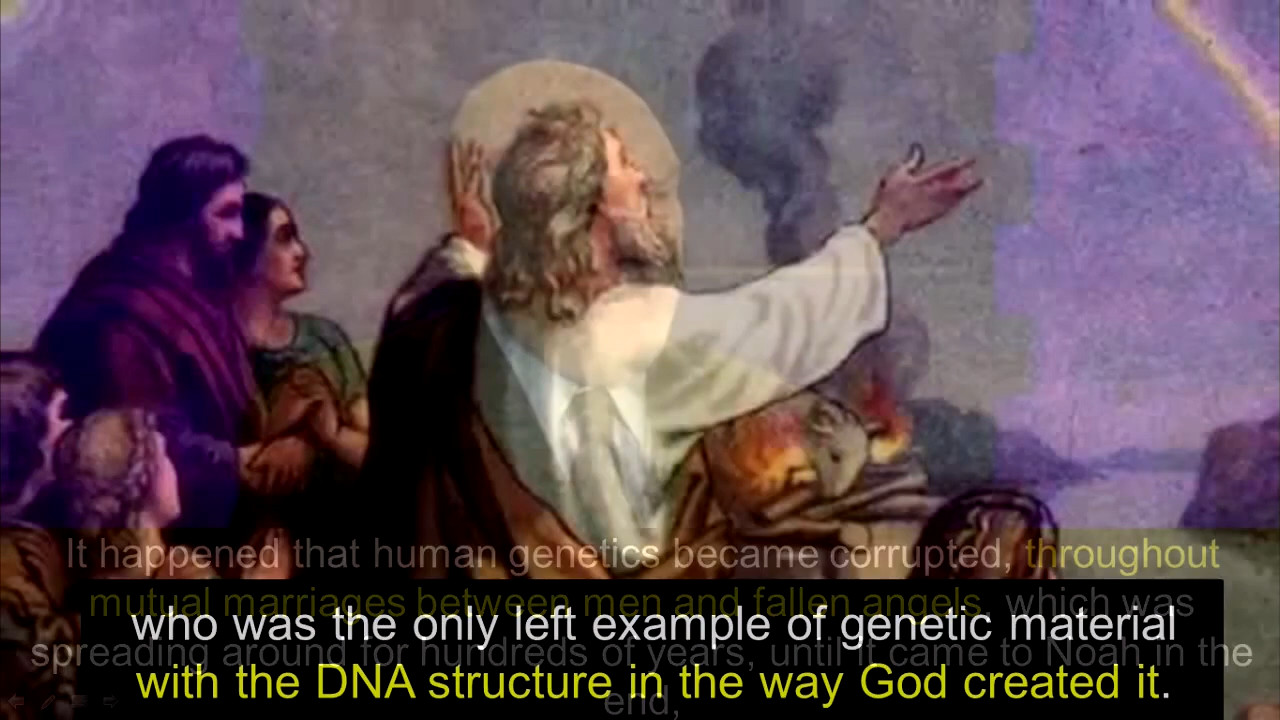 It happened that human genetics became corrupted, throughout
mutual marriages between men and fallen angels, which was
who was the only left example of genetic material
spreading around for hundreds of years, until it came to Noah in the
with the DNA structure in the way God created it.
end,